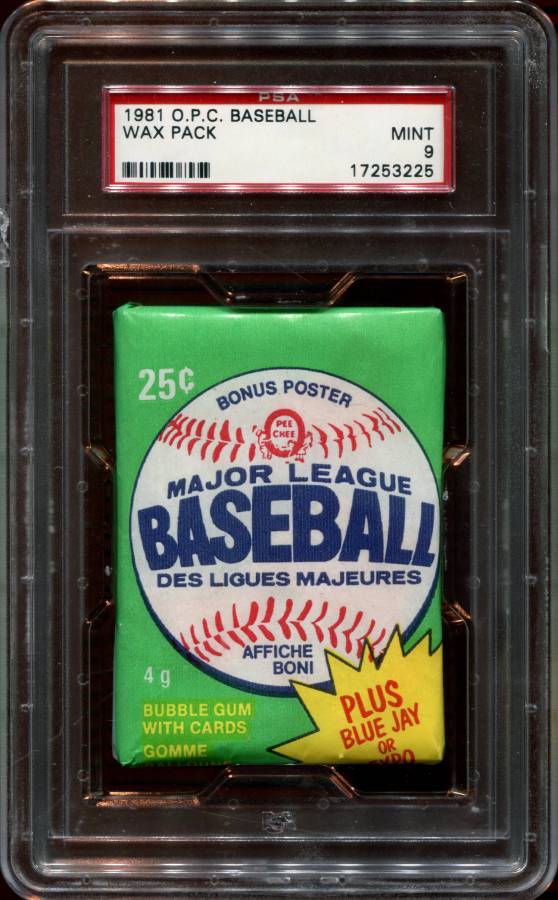 PSA
1981 O.P.C. BASEBALL
WAX PACK
MINT
9
17253225
25¢
BONUS POSTER
PEE
CHEE
MAJOR LEAGUE
BASEBALL
DES LIGUES MAJEURES
AFFICHE
BONI
4 g
BUBBLE GUM
WITH CARDS
GOMME
PLUS
BLUE JAY
OR